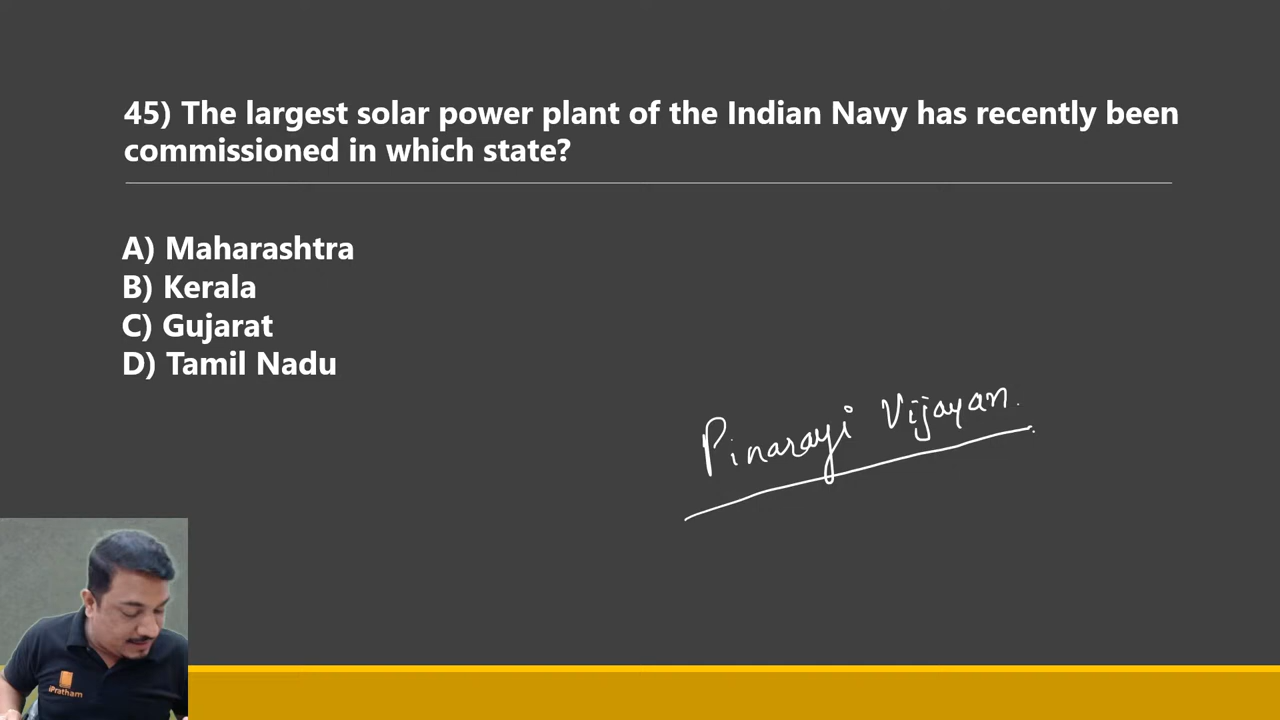 45) The largest solar power plant of the Indian Navy has recently been
commissioned in which state?
A) Maharashtra
B) Kerala
C) Gujarat
D) Tamil Nadu
Pinarayi Vijayan.
iPratham